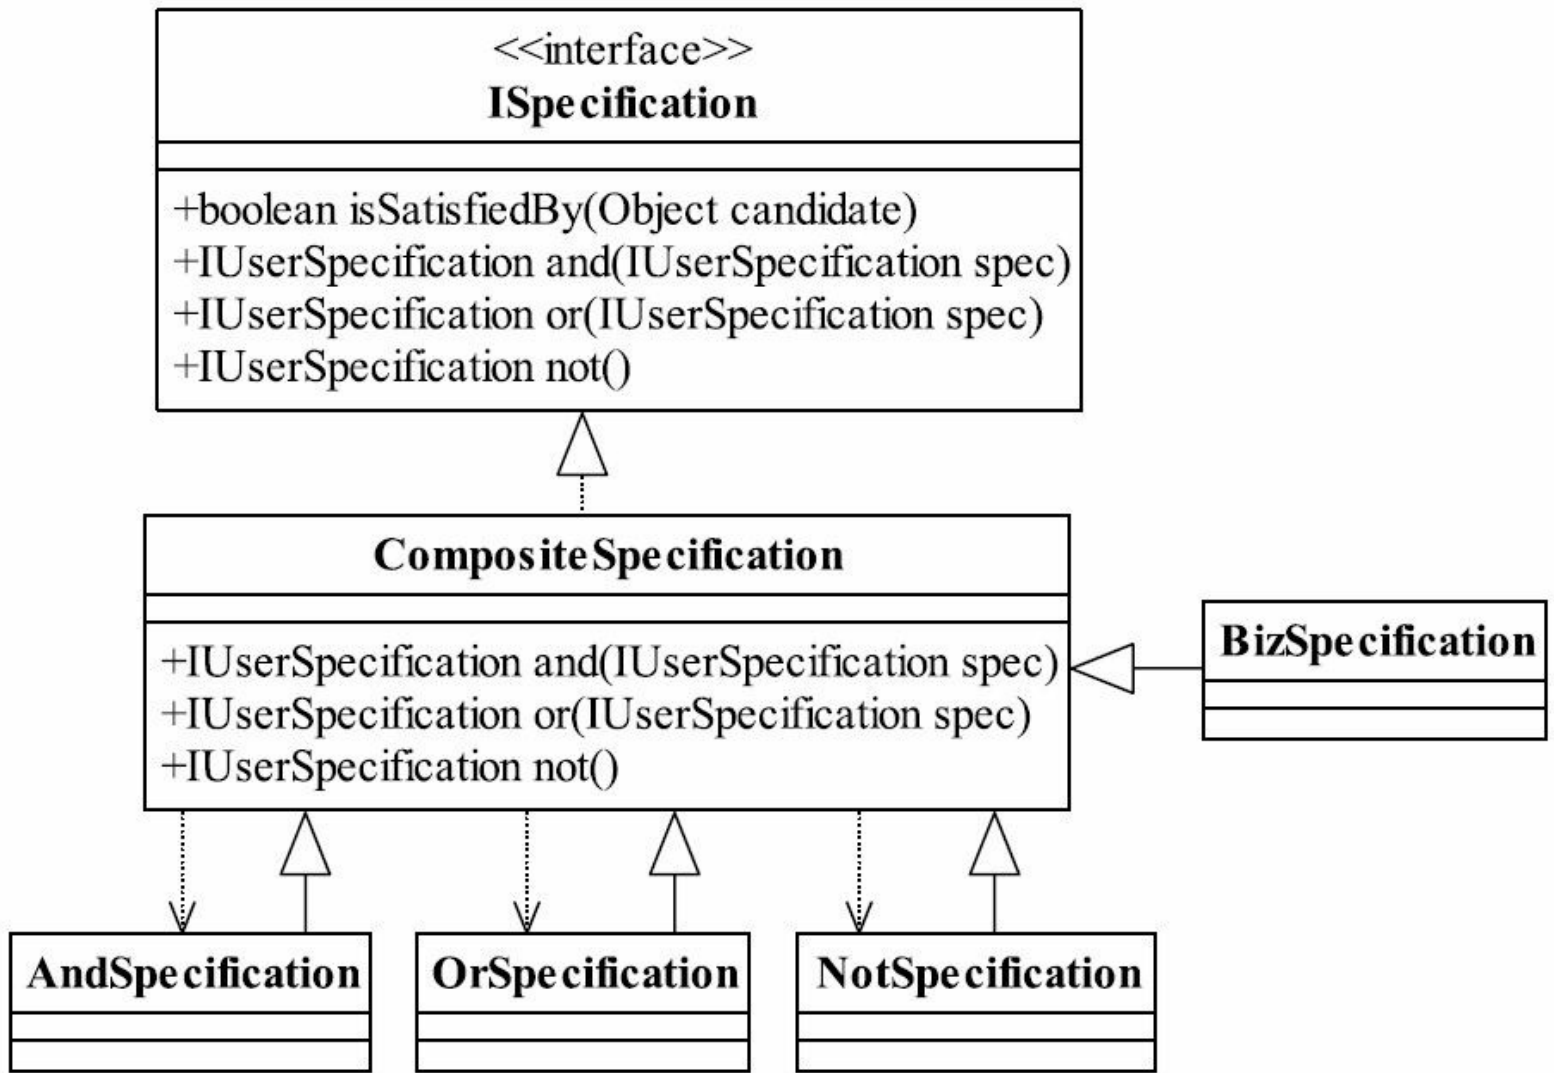 <<interface>>
ISpecification
+boolean isSatisfiedBy(Object candidate)
+IUserSpecification and(IUserSpecification spec)
+IUserSpecification or(IUserSpecification spec)
+IUserSpecification not()
CompositeSpecification
+IUserSpecification and(IUserSpecification spec)
+IUserSpecification or(IUserSpecification spec)
+IUserSpecification not()
BizSpecification
AndSpecification
OrSpecification
NotSpecification